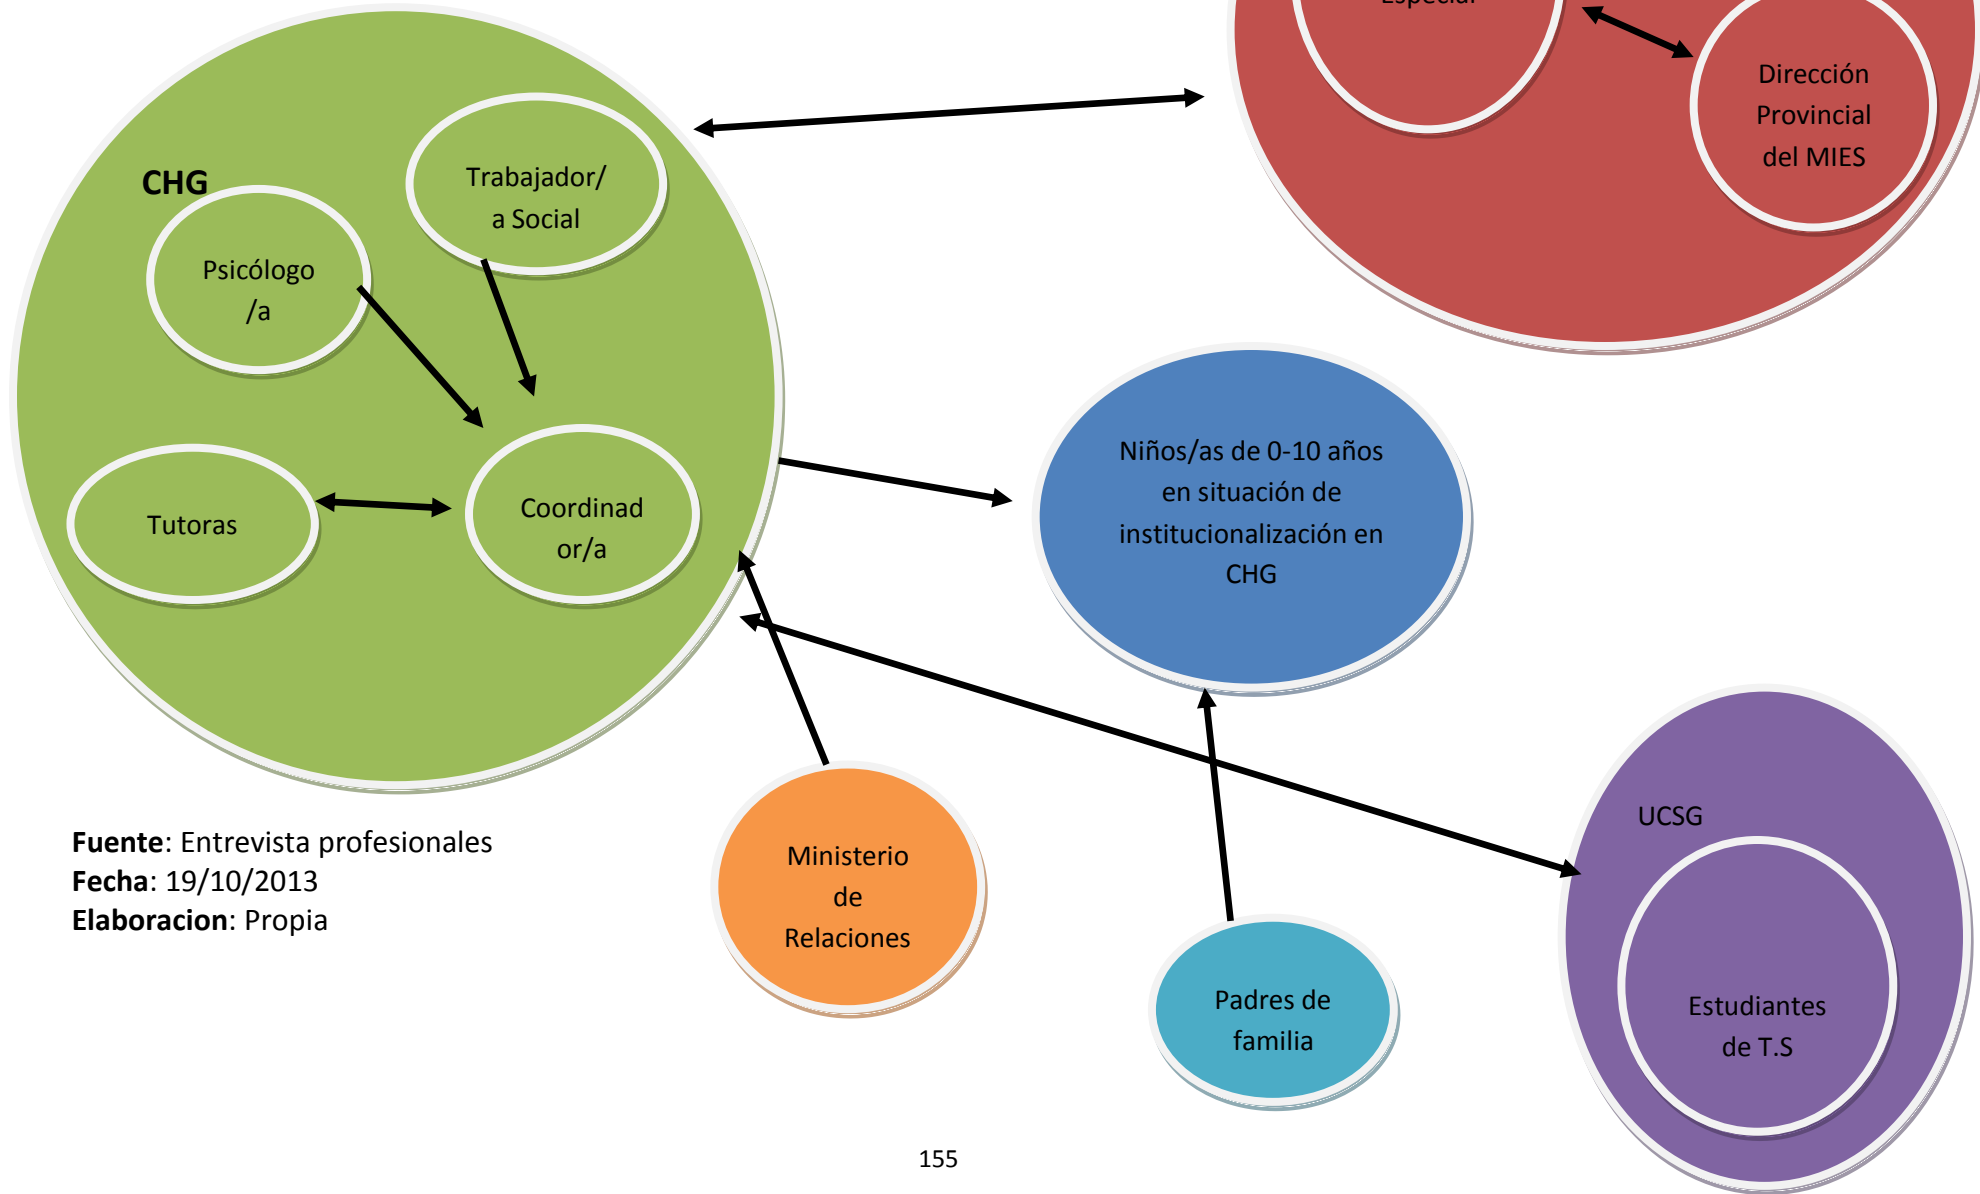 Especial
Dirección
Provincial
del MIES
CHG
Trabajador/
a Social
Psicólogo
/a
Tutoras
Coordinad
or/a
Niños/as de 0-10 años
en situación de
institucionalización en
CHG
Ministerio
de
Relaciones
Padres de
familia
UCSG
Estudiantes
de T.S
Fuente: Entrevista profesionales
Fecha: 19/10/2013
Elaboracion: Propia
155